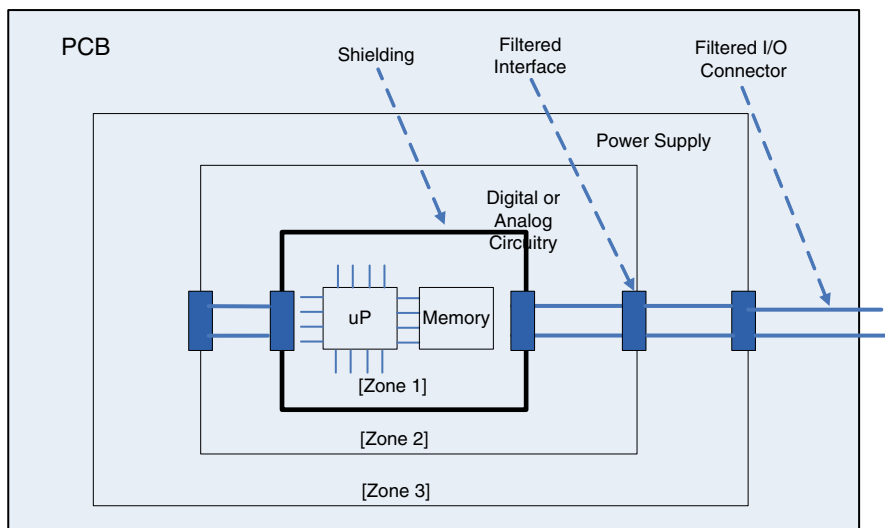 PCB
Shielding
Filtered
Interface
Filtered I/O
Connector
Power Supply
Digital or
Analog
Circuitry
uP
Memory
[Zone 1]
[Zone 2]
[Zone 3]